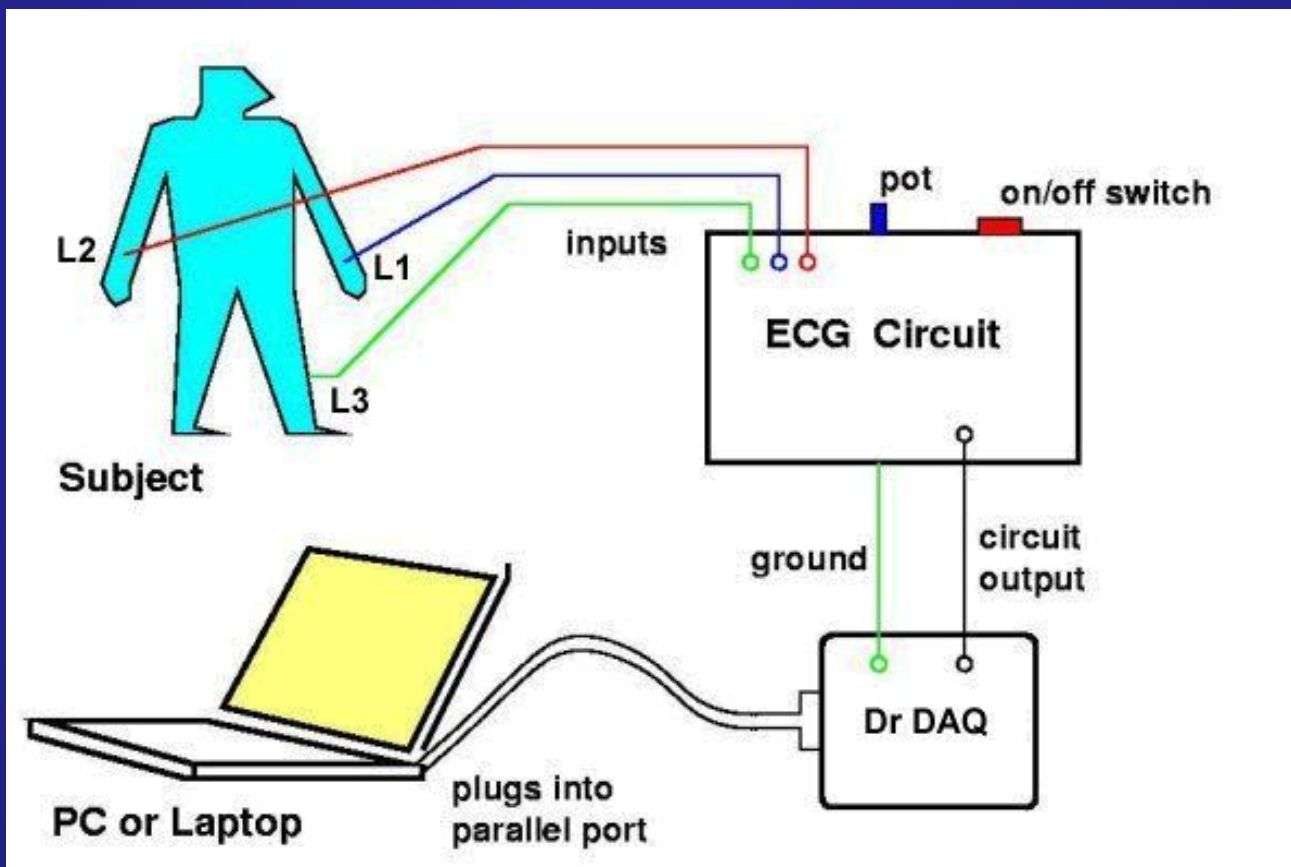 pot
on/off switch
inputs
L2
L1
ECG Circuit
L3
Subject
ground
circuit
output
Dr DAQ
plugs into
parallel port
PC or Laptop